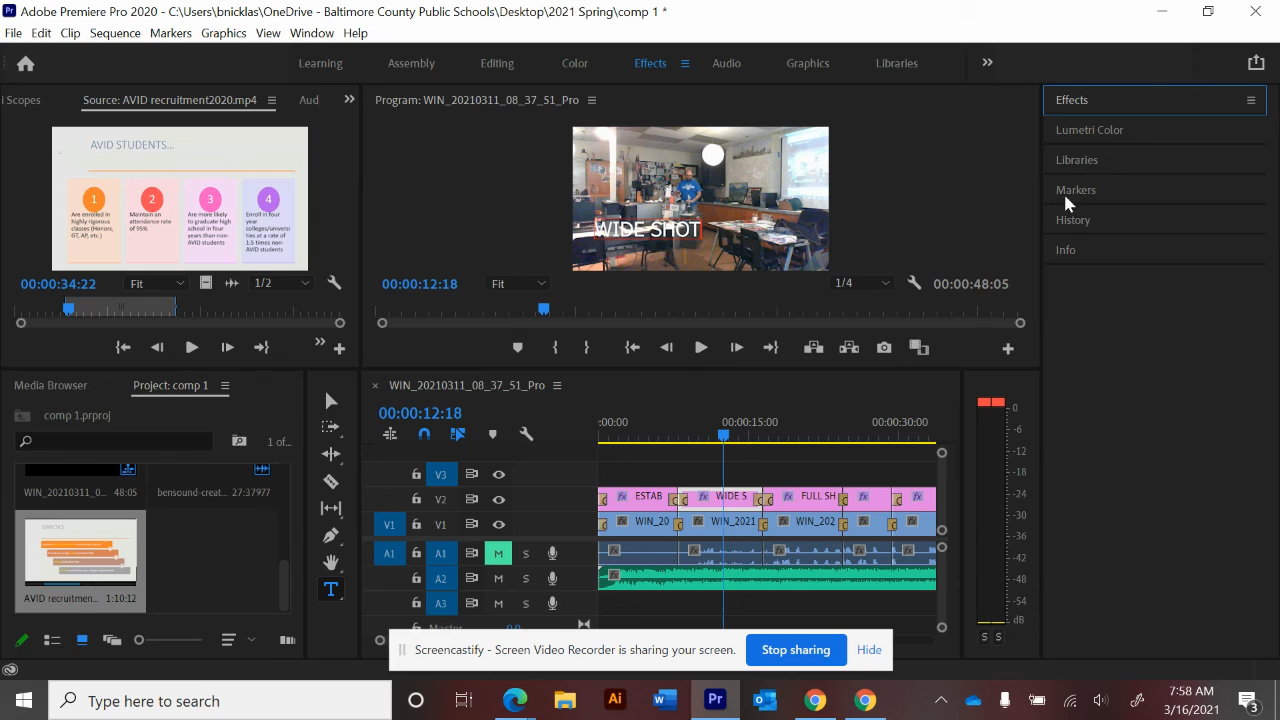 Adobe Premiere Pro 2020 - C:\Users\bricklas\OneDrive - Baltimore County Public Schools\Desktop\2021 Spring\comp 1 *
File Edit Clip Sequence Markers Graphics View Window Help
Learning Assembly Editing Color Effects Audio Graphics Libraries
i Scopes Source: AVID recruitment2020.mp4 Aud
Program: WIN_20210311_08_37_51_Pro
Effects
Lumetri Color
Libraries
Markers
History
Info
AVID STUDENTS...
1 2 3 4
Are enrolled in highly rigorous classes (Honors, GT, AP, etc.)
Maintain an attendance rate of 95%
Are more likely to graduate high school in four years than non-AVID students
Enroll in four year colleges/universities at a rate of 1.5 times non-AVID students
WIDE SHOT
00:00:34:22 Fit 1/2
00:00:12:18 Fit 1/4 00:00:48:05
Media Browser Project: comp 1
comp 1.prproj
1 of...
WIN_20210311_0... 48:05
bensound-creat... 27:37977
AVID recruitmen... 1:10:12
WIN_20210311_08_37_51_Pro
00:00:12:18
:00:00 00:00:15:00 00:00:30:00
V3
V2 ESTAB WIDE S FULL SH
V1 V1 WIN_20 WIN_2021 WIN_202
A1 A1 M S
A2 M S
A3 M S
Master 0.0
0
-6
-12
-18
-24
-30
-36
-42
-48
-54
dB
S S
Screencastify - Screen Video Recorder is sharing your screen. Stop sharing Hide
Type here to search
Ai Pr
7:58 AM
3/16/2021
3